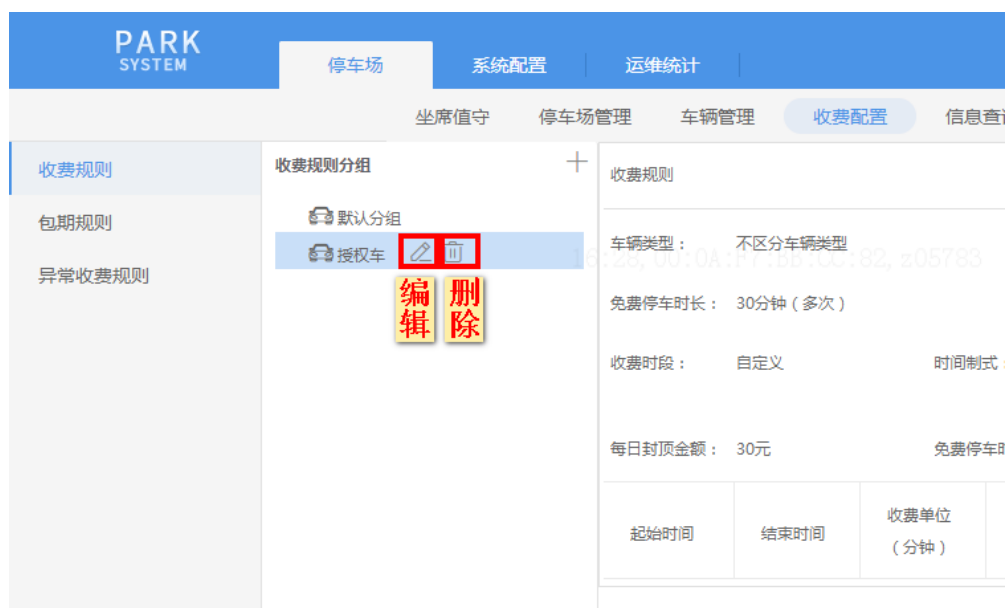 PARK
SYSTEM
停车场
系统配置
运维统计
坐席值守
停车场管理
车辆管理
收费配置
信息查
收费规则
包期规则
异常收费规则
收费规则分组
默认分组
授权车
编辑
删除
收费规则
车辆类型： 不区分车辆类型
免费停车时长： 30分钟（多次）
收费时段： 自定义 时间制式：
每日封顶金额： 30元 免费停车
起始时间
结束时间
收费单位
（分钟）